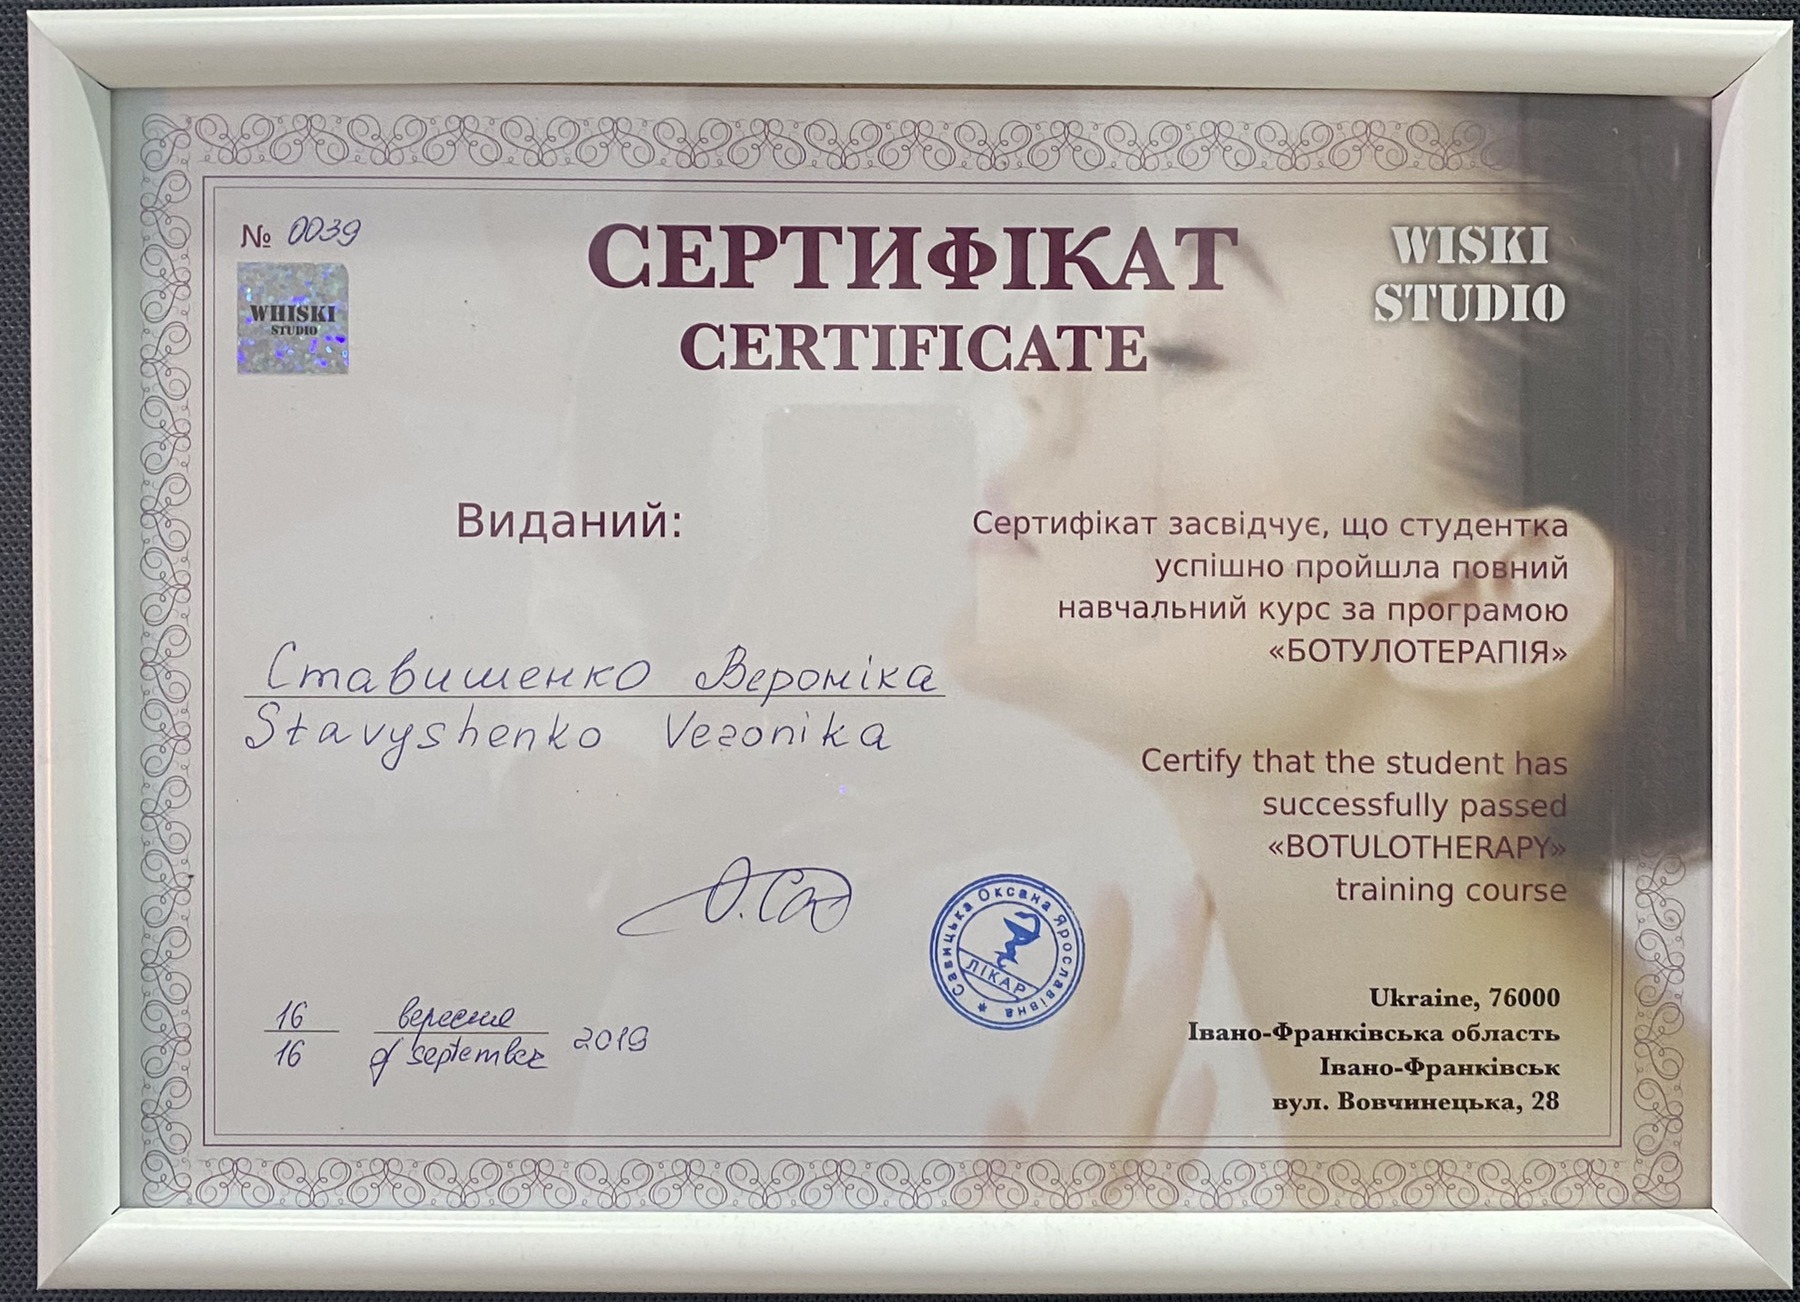 № 0039
WHISKI
STUDIO
СЕРТИФІКАТ
CERTIFICATE
WISKI
STUDIO
Виданий:
Ставишенко Вероніка
Stavyshenko Veronika
Сертифікат засвідчує, що студентка
успішно пройшла повний
навчальний курс за програмою
«БОТУЛОТЕРАПІЯ»
Certify that the student has
successfully passed
«BOTULOTHERAPY»
training course
Савицька Оксана Ярославівна
ЛІКАР
16 вересня 2019
16 of september
Ukraine, 76000
Івано-Франківська область
Івано-Франківськ
вул. Вовчинецька, 28